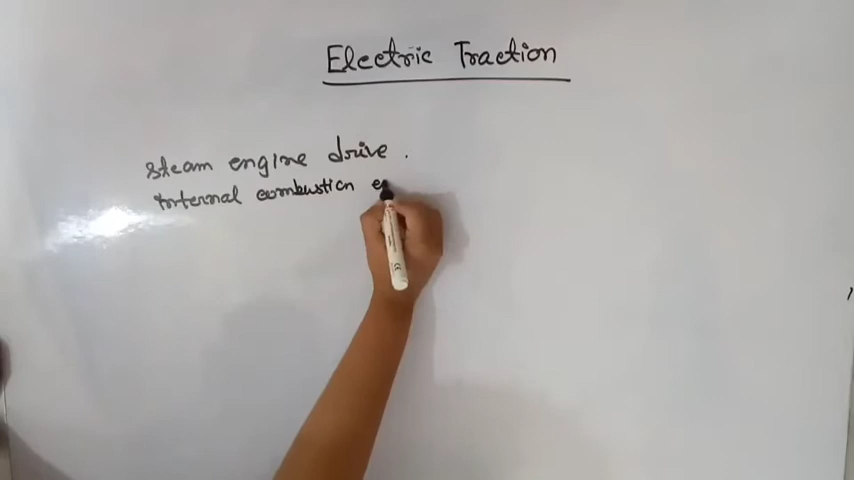 Electric Traction
steam engine drive .
Internal combustion e